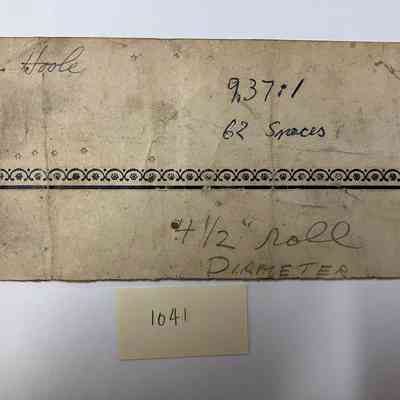 Hoole
9,37:1
62 Spaces
4 1/2" roll
DIAMETER
1041